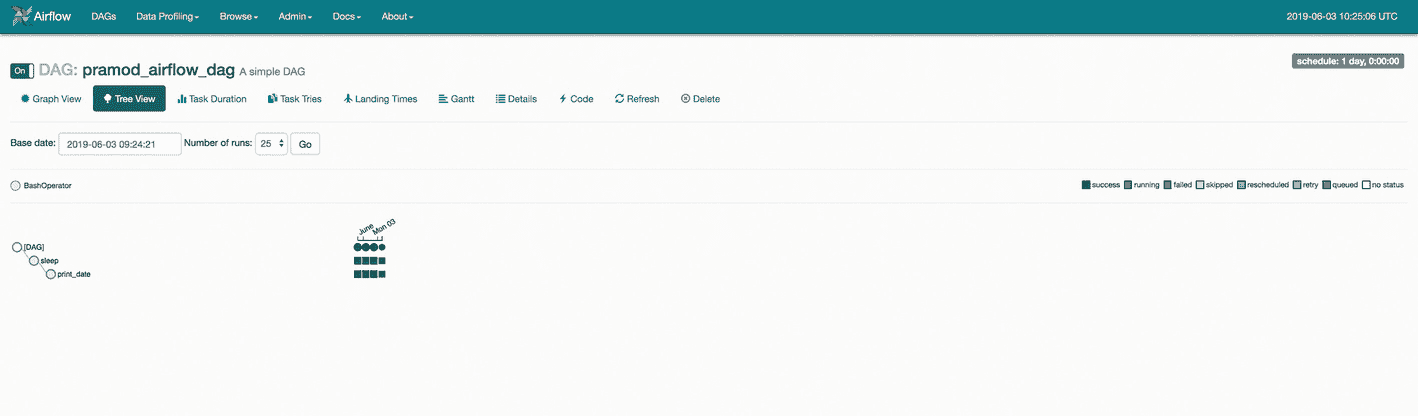 Airflow DAGs Data Profiling Browse Admin Docs About 2019-06-03 10:25:06 UTC
On DAG: pramod_airflow_dag A simple DAG schedule: 1 day, 0:00:00
Graph View Tree View Task Duration Task Tries Landing Times Gantt Details Code Refresh Delete
Base date: 2019-06-03 09:24:21 Number of runs: 25 Go
BashOperator success running failed skipped rescheduled retry queued no status
June Mon 03
[DAG]
sleep
print_date